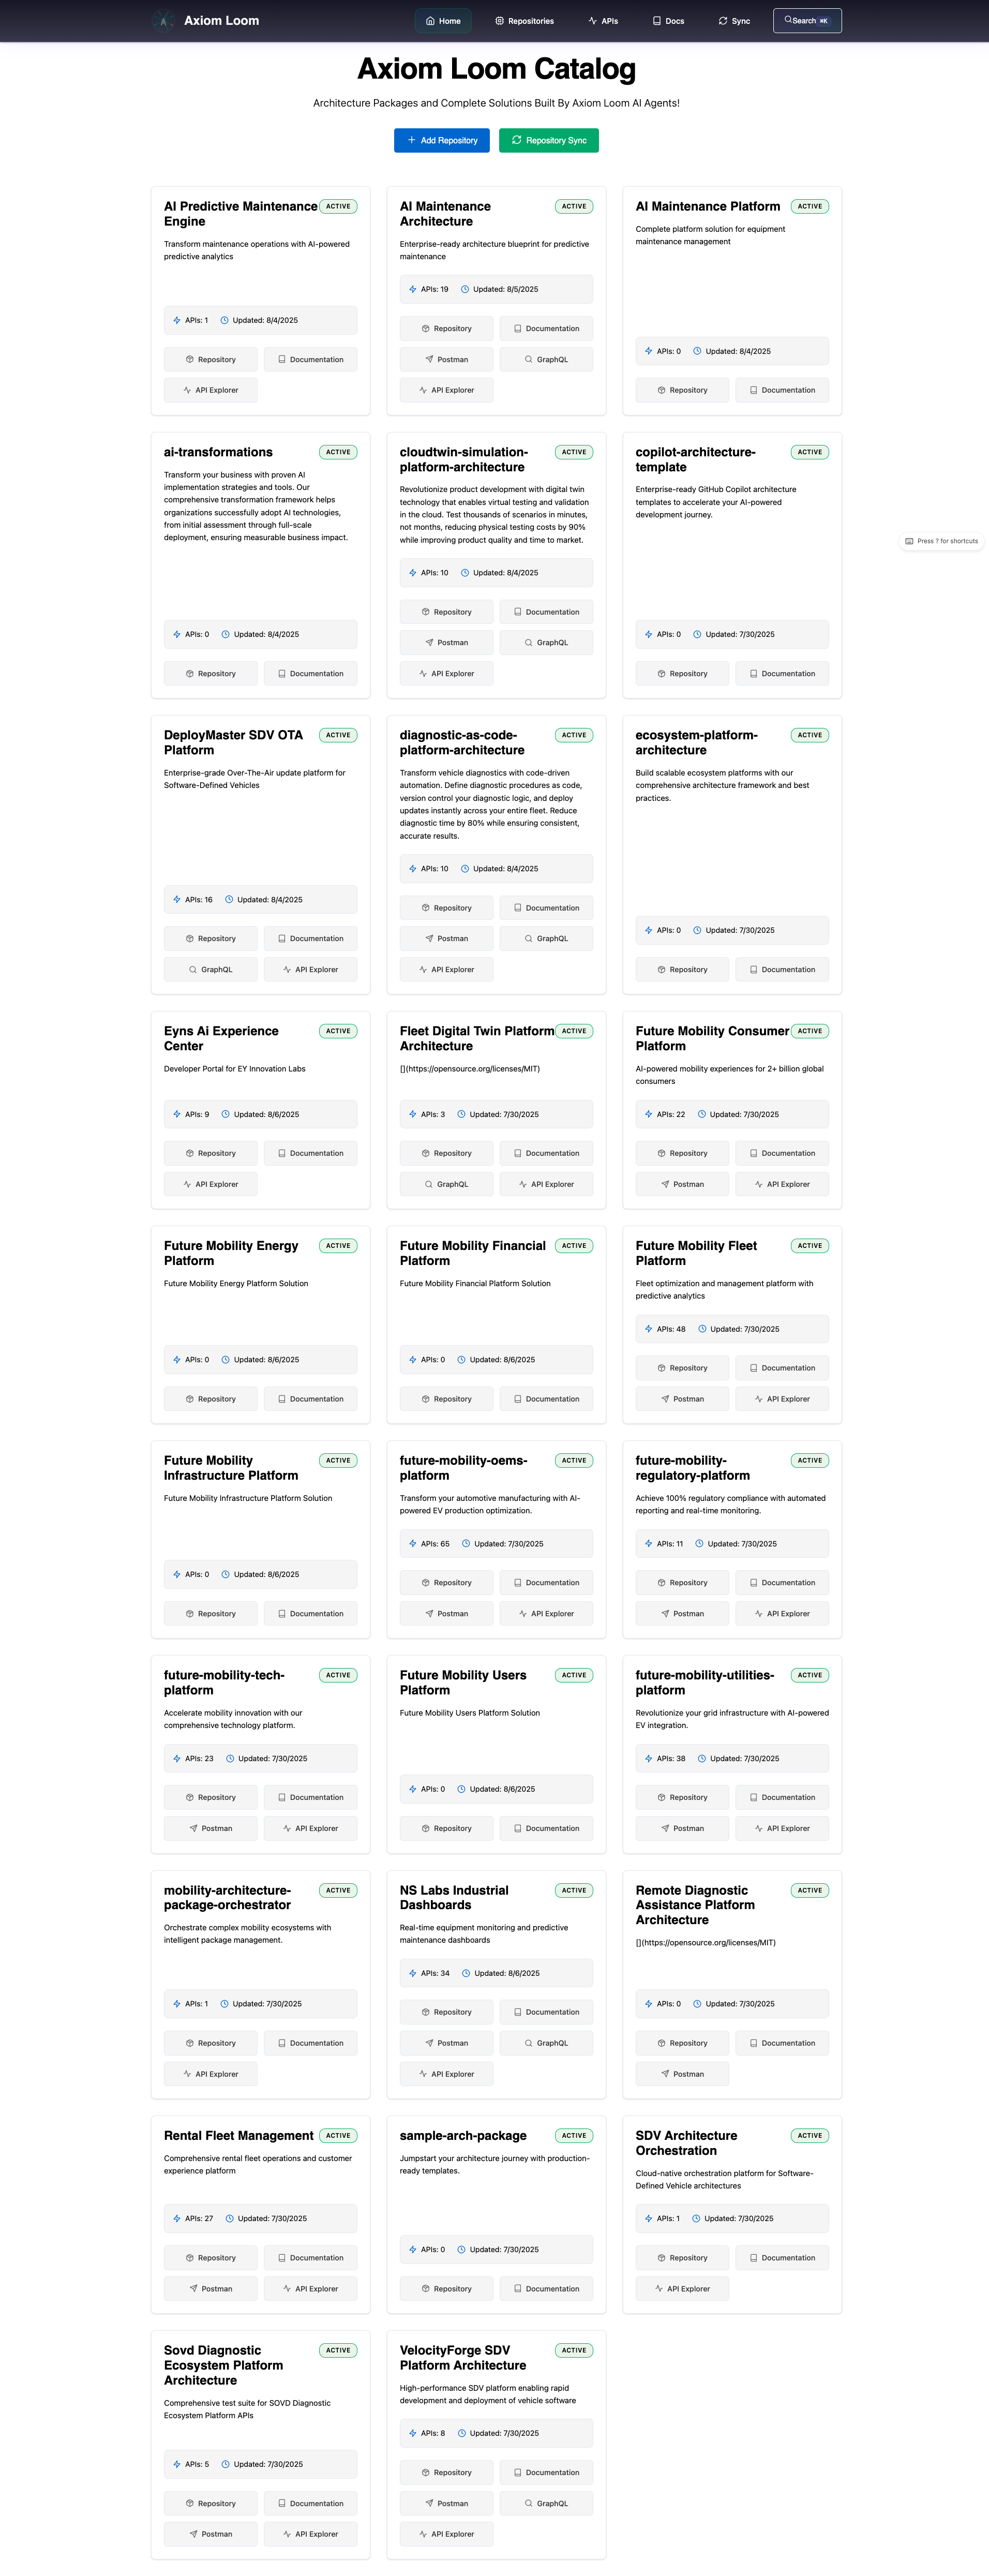 Axiom Loom
Home
Repositories
APIs
Docs
Sync
Search ⌘K
Axiom Loom Catalog
Architecture Packages and Complete Solutions Built By Axiom Loom AI Agents!
Add Repository
Repository Sync
AI Predictive Maintenance
Engine
ACTIVE
Transform maintenance operations with AI-powered
predictive analytics
APIs: 1 Updated: 8/4/2025
Repository Documentation
API Explorer
AI Maintenance
Architecture
ACTIVE
Enterprise-ready architecture blueprint for predictive
maintenance
APIs: 19 Updated: 8/5/2025
Repository Documentation
Postman GraphQL
API Explorer
AI Maintenance Platform
ACTIVE
Complete platform solution for equipment
maintenance management
APIs: 0 Updated: 8/4/2025
Repository Documentation
ai-transformations
ACTIVE
Transform your business with proven AI
implementation strategies and tools. Our
comprehensive transformation framework helps
organizations successfully adopt AI technologies,
from initial assessment through full-scale
deployment, ensuring measurable business impact.
APIs: 0 Updated: 8/4/2025
Repository Documentation
cloudtwin-simulation-
platform-architecture
ACTIVE
Revolutionize product development with digital twin
technology that enables virtual testing and validation
in the cloud. Test thousands of scenarios in minutes,
not months, reducing physical testing costs by 90%
while improving product quality and time to market.
APIs: 10 Updated: 8/4/2025
Repository Documentation
Postman GraphQL
API Explorer
copilot-architecture-
template
ACTIVE
Enterprise-ready GitHub Copilot architecture
templates to accelerate your AI-powered
development journey.
APIs: 0 Updated: 7/30/2025
Repository Documentation
Press ? for shortcuts
DeployMaster SDV OTA
Platform
ACTIVE
Enterprise-grade Over-The-Air update platform for
Software-Defined Vehicles
APIs: 16 Updated: 8/4/2025
Repository Documentation
GraphQL API Explorer
diagnostic-as-code-
platform-architecture
ACTIVE
Transform vehicle diagnostics with code-driven
automation. Define diagnostic procedures as code,
version control your diagnostic logic, and deploy
updates instantly across your entire fleet. Reduce
diagnostic time by 80% while ensuring consistent,
accurate results.
APIs: 10 Updated: 8/4/2025
Repository Documentation
Postman GraphQL
API Explorer
ecosystem-platform-
architecture
ACTIVE
Build scalable ecosystem platforms with our
comprehensive architecture framework and best
practices.
APIs: 0 Updated: 7/30/2025
Repository Documentation
Eyns Ai Experience
Center
ACTIVE
Developer Portal for EY Innovation Labs
APIs: 9 Updated: 8/6/2025
Repository Documentation
API Explorer
Fleet Digital Twin Platform
Architecture
ACTIVE
[](https://opensource.org/licenses/MIT)
APIs: 3 Updated: 7/30/2025
Repository Documentation
GraphQL API Explorer
Future Mobility Consumer
Platform
ACTIVE
AI-powered mobility experiences for 2+ billion global
consumers
APIs: 22 Updated: 7/30/2025
Repository Documentation
Postman API Explorer
Future Mobility Energy
Platform
ACTIVE
Future Mobility Energy Platform Solution
APIs: 0 Updated: 8/6/2025
Repository Documentation
Future Mobility Financial
Platform
ACTIVE
Future Mobility Financial Platform Solution
APIs: 0 Updated: 8/6/2025
Repository Documentation
Future Mobility Fleet
Platform
ACTIVE
Fleet optimization and management platform with
predictive analytics
APIs: 48 Updated: 7/30/2025
Repository Documentation
Postman API Explorer
Future Mobility
Infrastructure Platform
ACTIVE
Future Mobility Infrastructure Platform Solution
APIs: 0 Updated: 8/6/2025
Repository Documentation
future-mobility-oems-
platform
ACTIVE
Transform your automotive manufacturing with AI-
powered EV production optimization.
APIs: 65 Updated: 7/30/2025
Repository Documentation
Postman API Explorer
future-mobility-
regulatory-platform
ACTIVE
Achieve 100% regulatory compliance with automated
reporting and real-time monitoring.
APIs: 11 Updated: 7/30/2025
Repository Documentation
Postman API Explorer
future-mobility-tech-
platform
ACTIVE
Accelerate mobility innovation with our
comprehensive technology platform.
APIs: 23 Updated: 7/30/2025
Repository Documentation
Postman API Explorer
Future Mobility Users
Platform
ACTIVE
Future Mobility Users Platform Solution
APIs: 0 Updated: 8/6/2025
Repository Documentation
future-mobility-utilities-
platform
ACTIVE
Revolutionize your grid infrastructure with AI-powered
EV integration.
APIs: 38 Updated: 7/30/2025
Repository Documentation
Postman API Explorer
mobility-architecture-
package-orchestrator
ACTIVE
Orchestrate complex mobility ecosystems with
intelligent package management.
APIs: 1 Updated: 7/30/2025
Repository Documentation
API Explorer
NS Labs Industrial
Dashboards
ACTIVE
Real-time equipment monitoring and predictive
maintenance dashboards
APIs: 34 Updated: 8/6/2025
Repository Documentation
Postman GraphQL
API Explorer
Remote Diagnostic
Assistance Platform
Architecture
ACTIVE
[](https://opensource.org/licenses/MIT)
APIs: 0 Updated: 7/30/2025
Repository Documentation
Postman
Rental Fleet Management
ACTIVE
Comprehensive rental fleet operations and customer
experience platform
APIs: 27 Updated: 7/30/2025
Repository Documentation
Postman API Explorer
sample-arch-package
ACTIVE
Jumpstart your architecture journey with production-
ready templates.
APIs: 0 Updated: 7/30/2025
Repository Documentation
SDV Architecture
Orchestration
ACTIVE
Cloud-native orchestration platform for Software-
Defined Vehicle architectures
APIs: 1 Updated: 7/30/2025
Repository Documentation
API Explorer
Sovd Diagnostic
Ecosystem Platform
Architecture
ACTIVE
Comprehensive test suite for SOVD Diagnostic
Ecosystem Platform APIs
APIs: 5 Updated: 7/30/2025
Repository Documentation
Postman API Explorer
VelocityForge SDV
Platform Architecture
ACTIVE
High-performance SDV platform enabling rapid
development and deployment of vehicle software
APIs: 8 Updated: 7/30/2025
Repository Documentation
Postman GraphQL
API Explorer